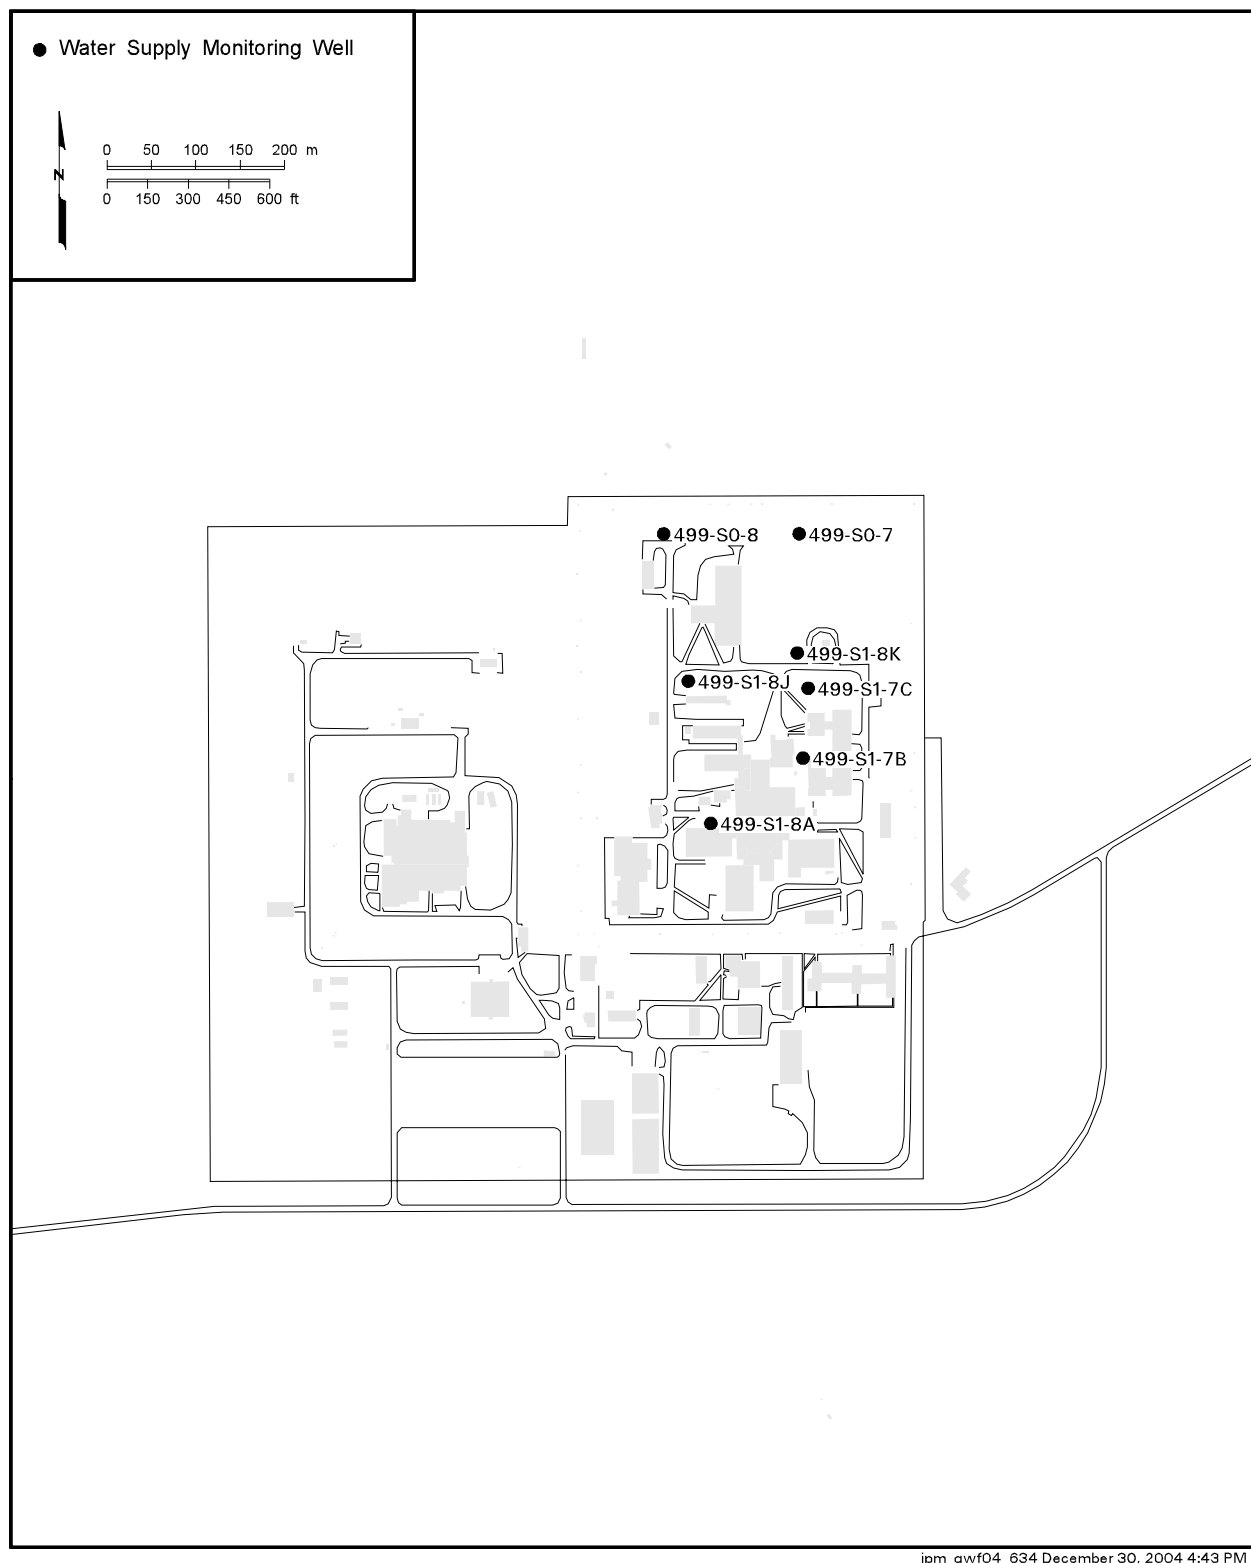 Water Supply Monitoring Well
0 50 100 150 200 m
N
0 150 300 450 600 ft
499-S0-8
499-S0-7
499-S1-8K
499-S1-8J
499-S1-7C
499-S1-7B
499-S1-8A
jpm_gwf04_634 December 30, 2004 4:43 PM